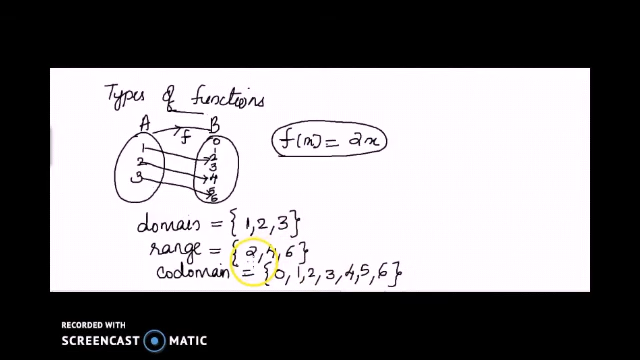 Types of functions
A B
f
0
1 1
2 2
3 3
4
5
6
f(x) = 2x
domain = {1, 2, 3}
range = {2, 4, 6}
codomain = {0, 1, 2, 3, 4, 5, 6}
RECORDED WITH
SCREENCAST MATIC